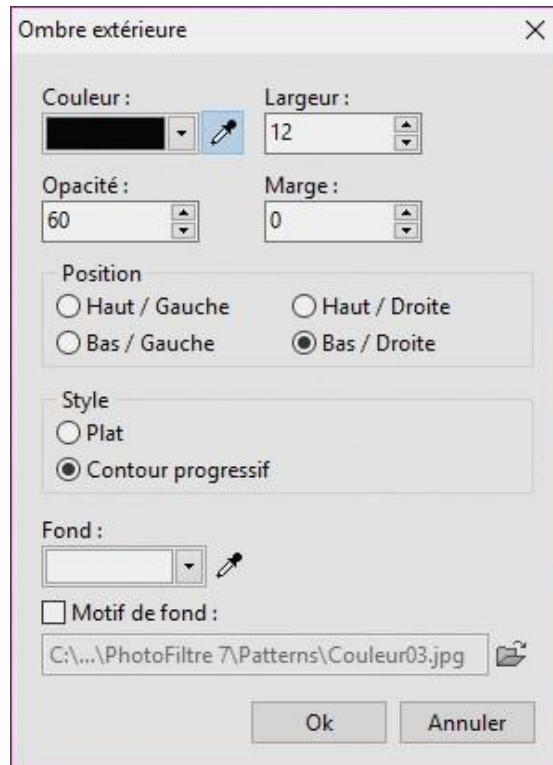 Ombre extérieure
Couleur :
Largeur :
12
Opacité :
Marge :
60
0
Position
Haut / Gauche
Haut / Droite
Bas / Gauche
Bas / Droite
Style
Plat
Contour progressif
Fond :
Motif de fond :
C:\...\PhotoFiltre 7\Patterns\Couleur03.jpg
Ok
Annuler